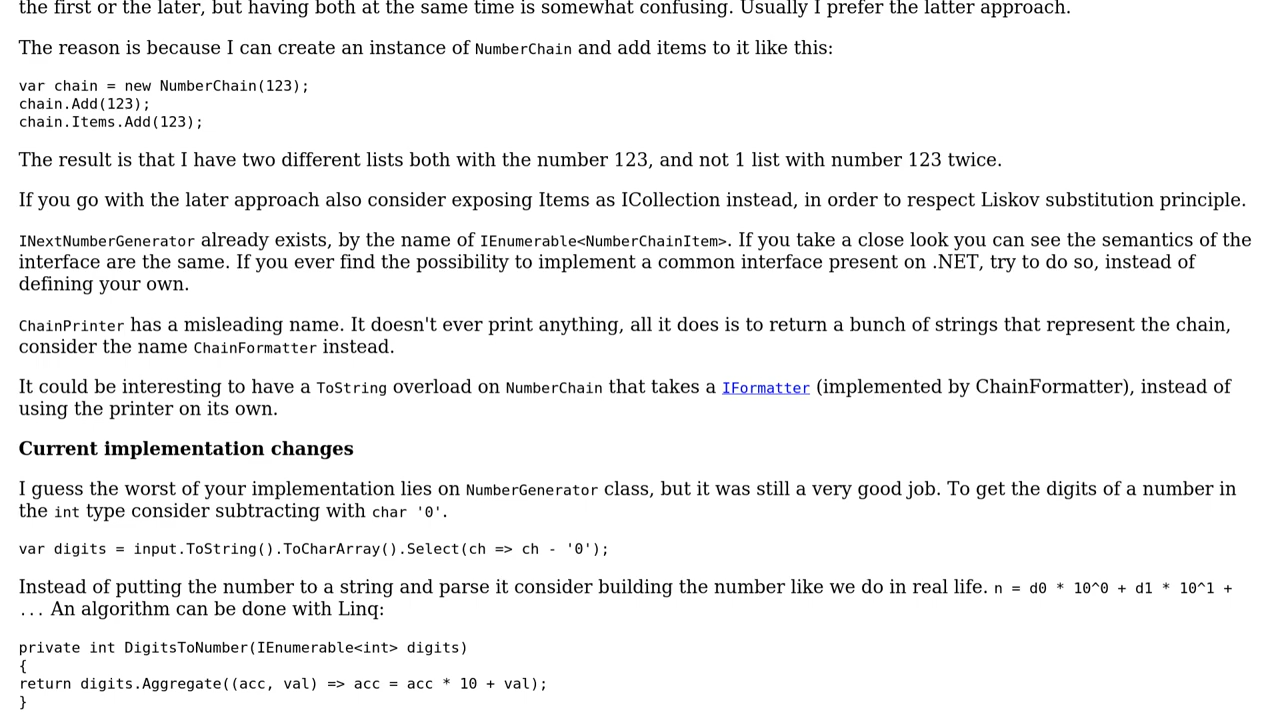 the first or the later, but having both at the same time is somewhat confusing. Usually I prefer the latter approach.
The reason is because I can create an instance of NumberChain and add items to it like this:
var chain = new NumberChain(123);
chain.Add(123);
chain.Items.Add(123);
The result is that I have two different lists both with the number 123, and not 1 list with number 123 twice.
If you go with the later approach also consider exposing Items as ICollection instead, in order to respect Liskov substitution principle.
INextNumberGenerator already exists, by the name of IEnumerable<NumberChainItem>. If you take a close look you can see the semantics of the
interface are the same. If you ever find the possibility to implement a common interface present on .NET, try to do so, instead of
defining your own.
ChainPrinter has a misleading name. It doesn't ever print anything, all it does is to return a bunch of strings that represent the chain,
consider the name ChainFormatter instead.
It could be interesting to have a ToString overload on NumberChain that takes a IFormatter (implemented by ChainFormatter), instead of
using the printer on its own.
Current implementation changes
I guess the worst of your implementation lies on NumberGenerator class, but it was still a very good job. To get the digits of a number in
the int type consider subtracting with char '0'.
var digits = input.ToString().ToCharArray().Select(ch => ch - '0');
Instead of putting the number to a string and parse it consider building the number like we do in real life. n = d0 * 10^0 + d1 * 10^1 +
... An algorithm can be done with Linq:
private int DigitsToNumber(IEnumerable<int> digits)
{
return digits.Aggregate((acc, val) => acc = acc * 10 + val);
}